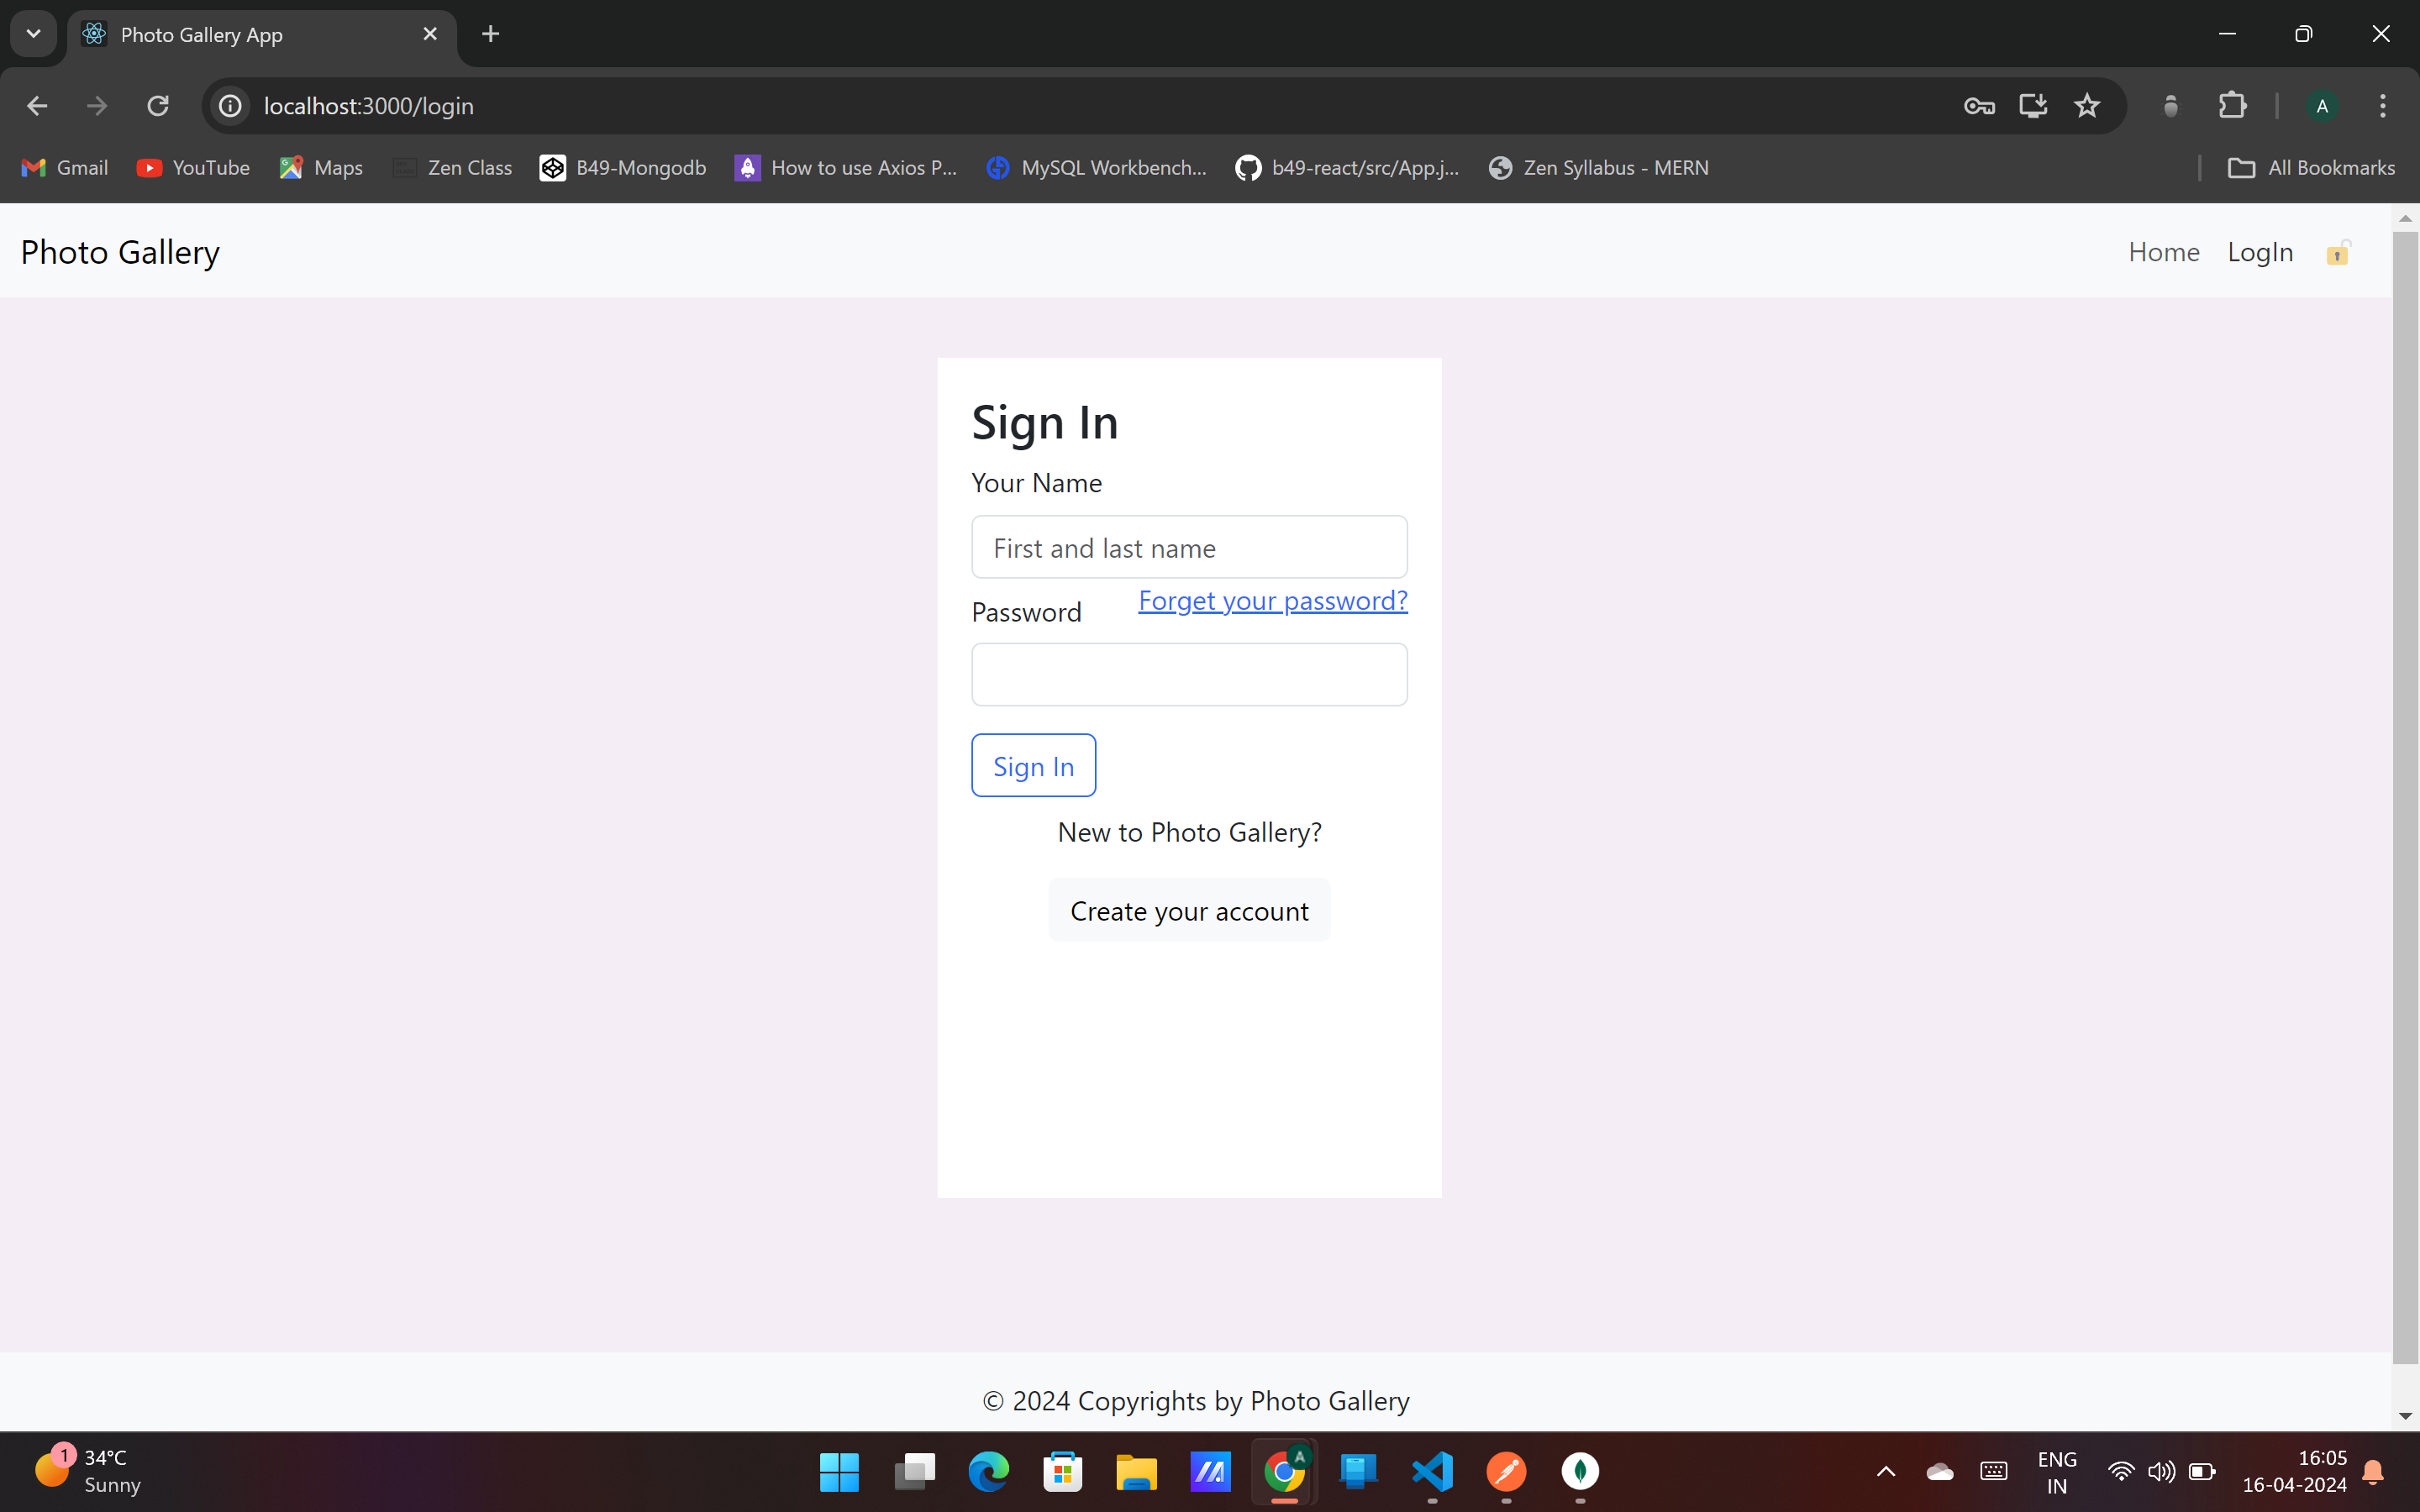 Photo Gallery App
localhost:3000/login
A
Gmail YouTube Maps Zen Class B49-Mongodb How to use Axios P... MySQL Workbench... b49-react/src/App.j... Zen Syllabus - MERN All Bookmarks
Photo Gallery Home LogIn
Sign In
Your Name
First and last name
Password Forget your password?
Sign In
New to Photo Gallery?
Create your account
© 2024 Copyrights by Photo Gallery
1 34°C
Sunny
A
ENG
IN
16:05
16-04-2024